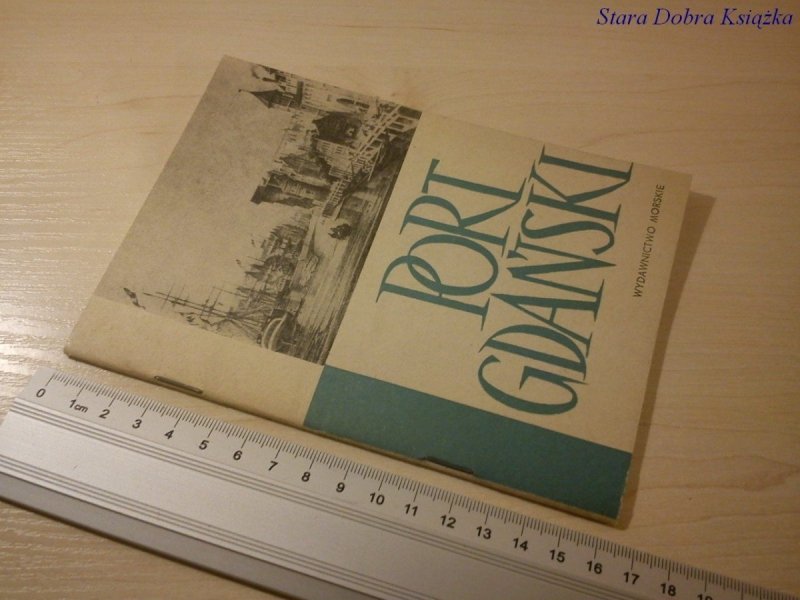 Stara Dobra Książka
PORT
GDAŃSKI
WYDAWNICTWO MORSKIE
0 1cm 2 3 4 5 6 7 8 9 10 11 12 13 14 15 16 17 18 19